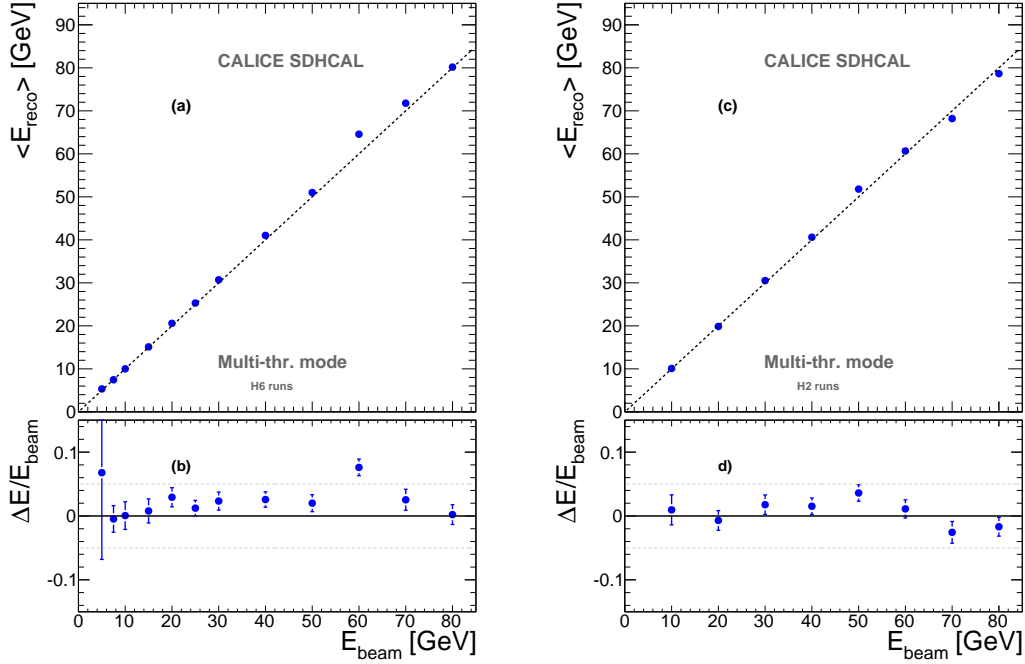 <E_reco> [GeV]
90
80
70
60
50
40
30
20
10
0
CALICE SDHCAL
(a)
Multi-thr. mode
H6 runs
ΔE/E_beam
0.1
0
-0.1
(b)
0 10 20 30 40 50 60 70 80
E_beam [GeV]
<E_reco> [GeV]
90
80
70
60
50
40
30
20
10
0
CALICE SDHCAL
(c)
Multi-thr. mode
H2 runs
ΔE/E_beam
0.1
0
-0.1
d)
0 10 20 30 40 50 60 70 80
E_beam [GeV]